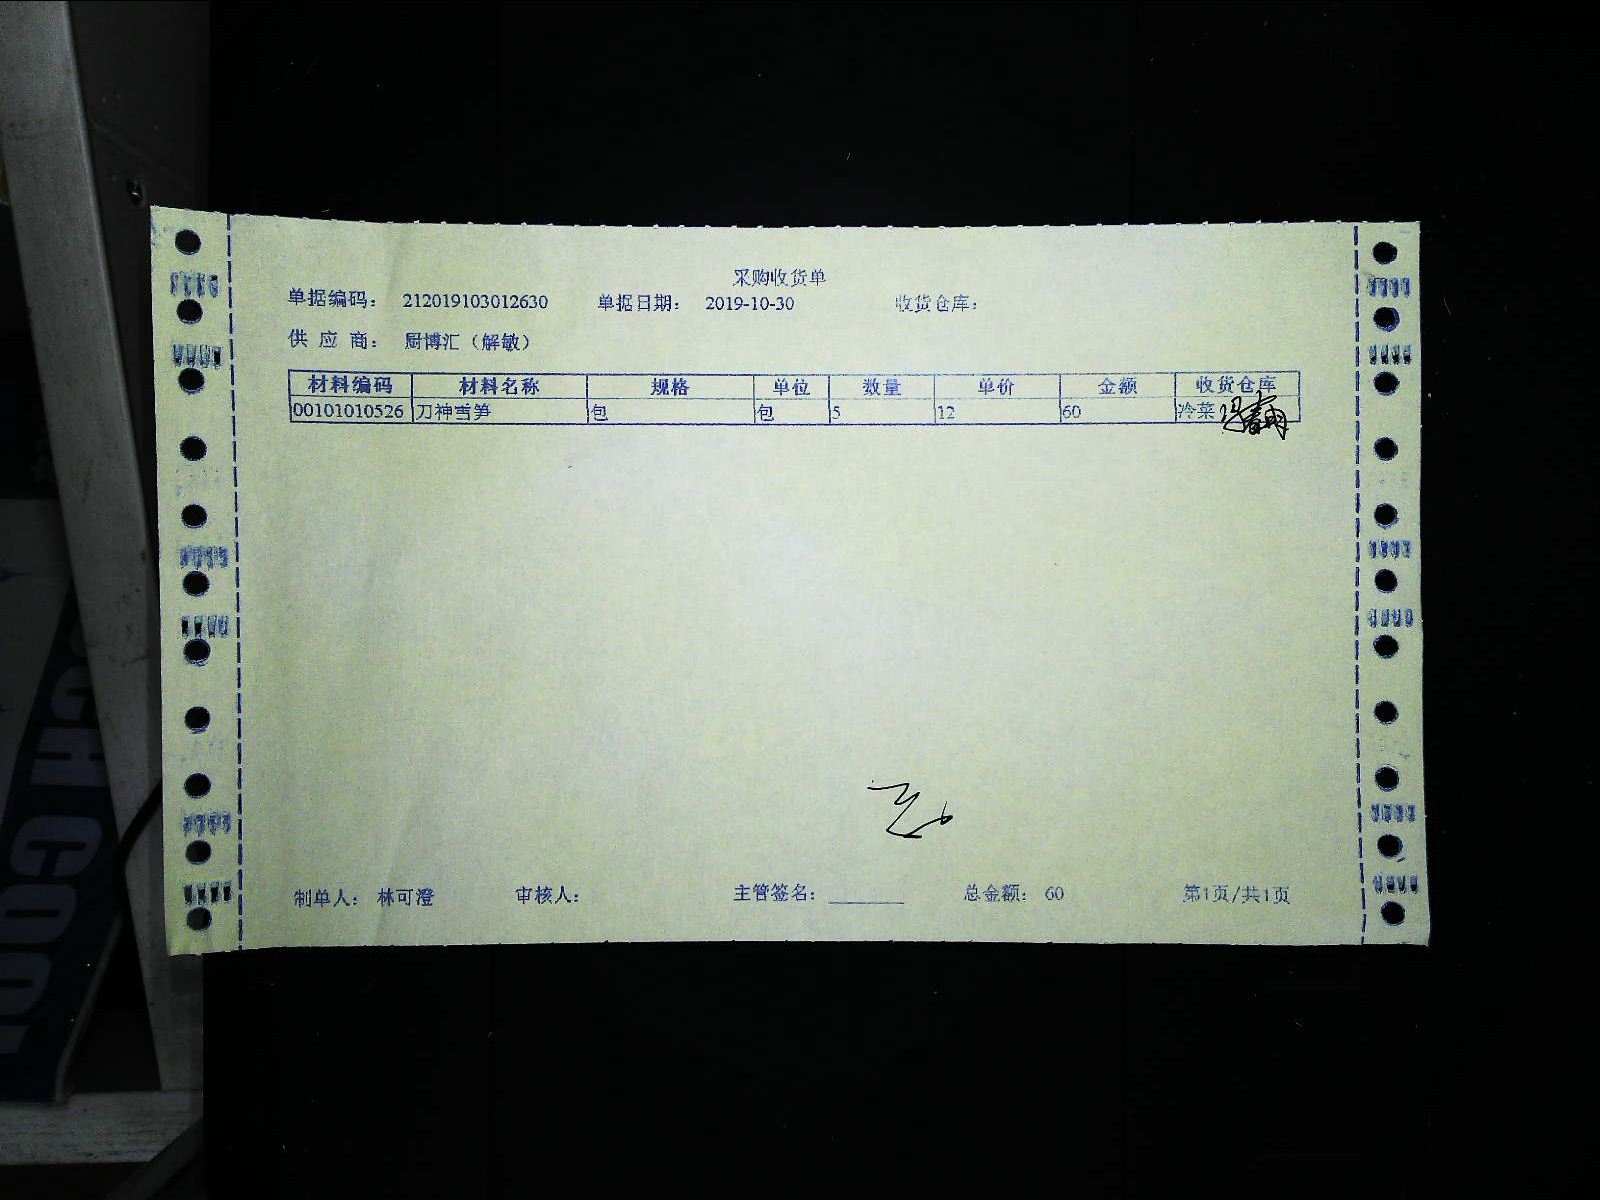 采购收货单
单据编码： 212019103012630 单据日期： 2019-10-30 收货仓库：
供 应 商： 厨博汇（解敏）
材料编码 材料名称 规格 单位 数量 单价 金额 收货仓库
00101010526 刀神雪笋 包 包 5 12 60 冷菜
制单人： 林可澄 审核人： 主管签名： 总金额： 60 第1页/共1页